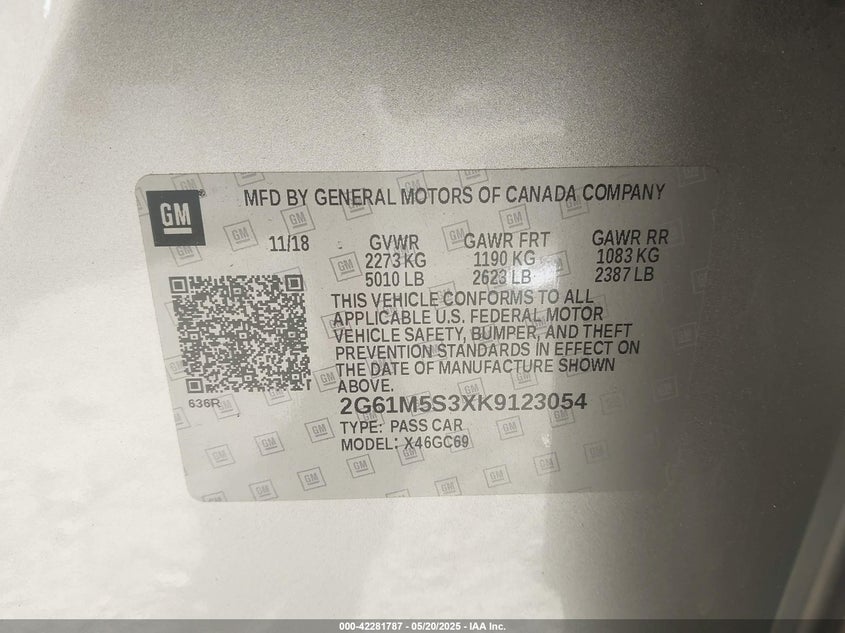 GM
MFD BY GENERAL MOTORS OF CANADA COMPANY
11/18 GVWR GAWR FRT GAWR RR
2273 KG 1190 KG 1083 KG
5010 LB 2623 LB 2387 LB
THIS VEHICLE CONFORMS TO ALL
APPLICABLE U.S. FEDERAL MOTOR
VEHICLE SAFETY, BUMPER, AND THEFT
PREVENTION STANDARDS IN EFFECT ON
THE DATE OF MANUFACTURE SHOWN
ABOVE.
636R
2G61M5S3XK9123054
TYPE: PASS CAR
MODEL: X46GC69
000-42281787 - 05/20/2025 - IAA Inc.